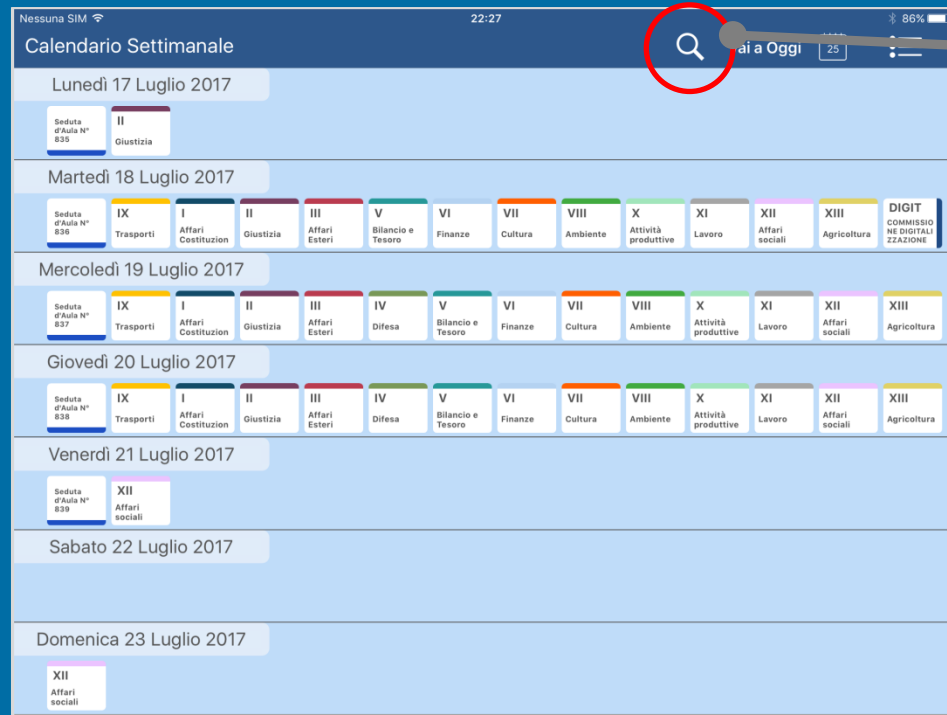 Nessuna SIM 22:27 86%
Calendario Settimanale ai a Oggi 25
Lunedì 17 Luglio 2017
Seduta
d'Aula N°
835
II
Giustizia
Martedì 18 Luglio 2017
Seduta
d'Aula N°
836
IX
Trasporti
I
Affari
Costituzion
II
Giustizia
III
Affari
Esteri
V
Bilancio e
Tesoro
VI
Finanze
VII
Cultura
VIII
Ambiente
X
Attività
produttive
XI
Lavoro
XII
Affari
sociali
XIII
Agricoltura
DIGIT
COMMISSIO
NE DIGITALI
ZZAZIONE
Mercoledì 19 Luglio 2017
Seduta
d'Aula N°
837
IX
Trasporti
I
Affari
Costituzion
II
Giustizia
III
Affari
Esteri
IV
Difesa
V
Bilancio e
Tesoro
VI
Finanze
VII
Cultura
VIII
Ambiente
X
Attività
produttive
XI
Lavoro
XII
Affari
sociali
XIII
Agricoltura
Giovedì 20 Luglio 2017
Seduta
d'Aula N°
838
IX
Trasporti
I
Affari
Costituzion
II
Giustizia
III
Affari
Esteri
IV
Difesa
V
Bilancio e
Tesoro
VI
Finanze
VII
Cultura
VIII
Ambiente
X
Attività
produttive
XI
Lavoro
XII
Affari
sociali
XIII
Agricoltura
Venerdì 21 Luglio 2017
Seduta
d'Aula N°
839
XII
Affari
sociali
Sabato 22 Luglio 2017
Domenica 23 Luglio 2017
XII
Affari
sociali